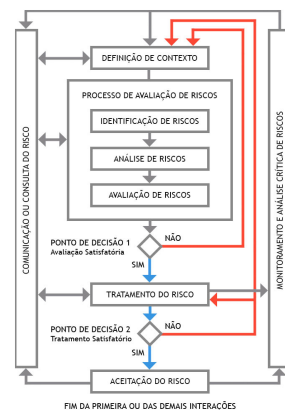 DEFINIÇÃO DE CONTEXTO
PROCESSO DE AVALIAÇÃO DE RISCOS
IDENTIFICAÇÃO DE RISCOS
ANÁLISE DE RISCOS
AVALIAÇÃO DE RISCOS
COMUNICAÇÃO OU CONSULTA DO RISCO
MONITORAMENTO E ANÁLISE CRÍTICA DE RISCOS
PONTO DE DECISÃO 1
Avaliação Satisfatória
NÃO
SIM
TRATAMENTO DO RISCO
PONTO DE DECISÃO 2
Tratamento Satisfatório
NÃO
SIM
ACEITAÇÃO DO RISCO
FIM DA PRIMEIRA OU DAS DEMAIS INTERAÇÕES